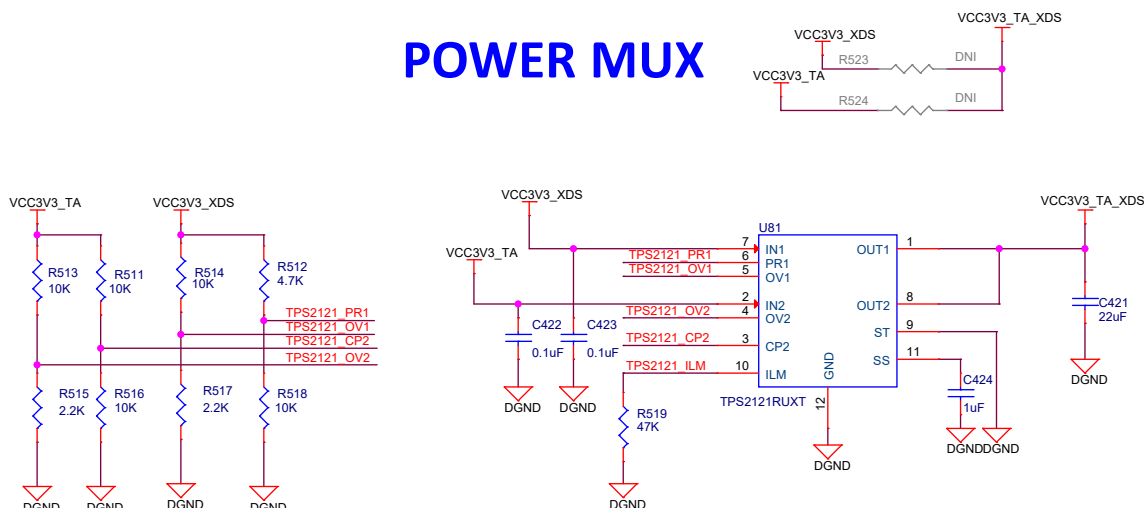 POWER MUX
VCC3V3_TA_XDS
VCC3V3_XDS
R523
DNI
VCC3V3_TA
R524
DNI
VCC3V3_TA
VCC3V3_XDS
R513
10K
R511
10K
R514
10K
R512
4.7K
TPS2121_PR1
TPS2121_OV1
TPS2121_CP2
TPS2121_OV2
R515
2.2K
R516
10K
R517
2.2K
R518
10K
DGND
DGND
DGND
DGND
VCC3V3_XDS
VCC3V3_TA
VCC3V3_TA_XDS
U81
7
IN1
OUT1
1
TPS2121_PR1
6
PR1
TPS2121_OV1
5
OV1
2
IN2
OUT2
8
TPS2121_OV2
4
OV2
ST
9
TPS2121_CP2
3
CP2
SS
11
TPS2121_ILM
10
ILM
GND
12
TPS2121RUXT
C422
0.1uF
C423
0.1uF
C421
22uF
C424
1uF
R519
47K
DGND
DGND
DGND
DGND
DGND
DGND
DGND